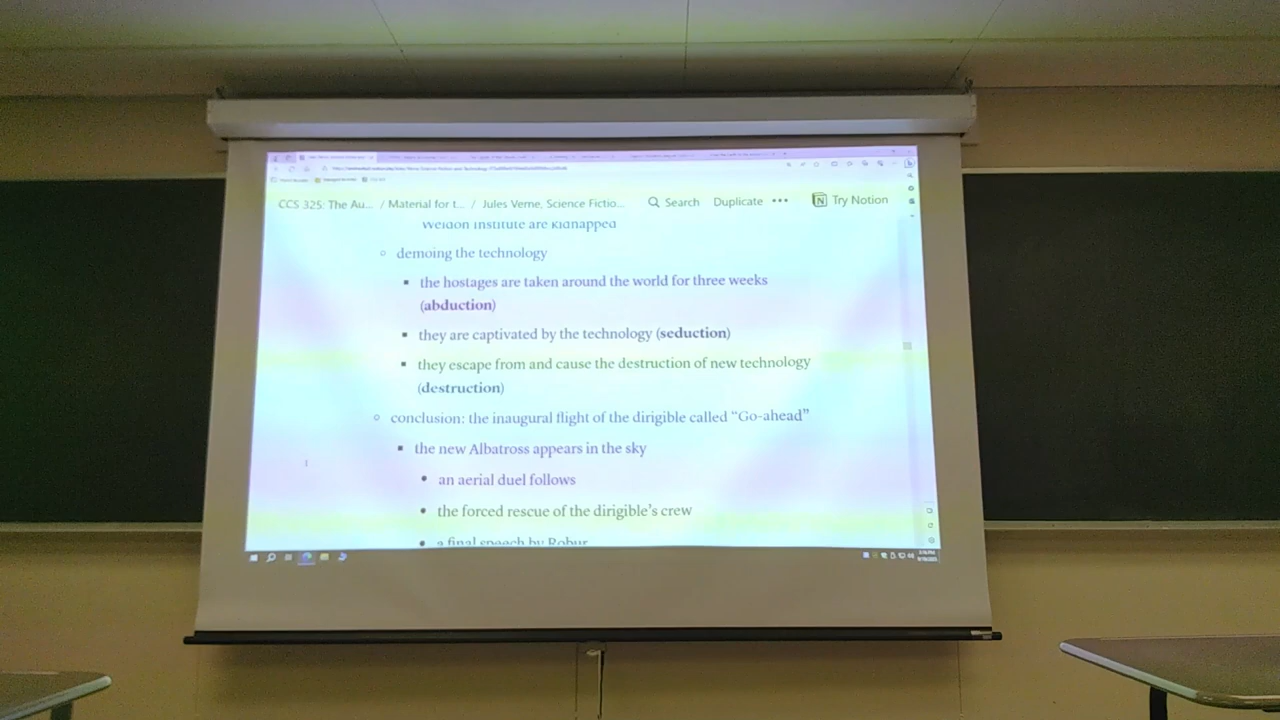 CCS 325: The Au... / Material for t... / Jules Verne, Science Fictio... Search Duplicate ••• Try Notion
Weldon Institute are kidnapped
demoing the technology
the hostages are taken around the world for three weeks
(abduction)
they are captivated by the technology (seduction)
they escape from and cause the destruction of new technology
(destruction)
conclusion: the inaugural flight of the dirigible called “Go-ahead”
the new Albatross appears in the sky
an aerial duel follows
the forced rescue of the dirigible’s crew
a final speech by Robur